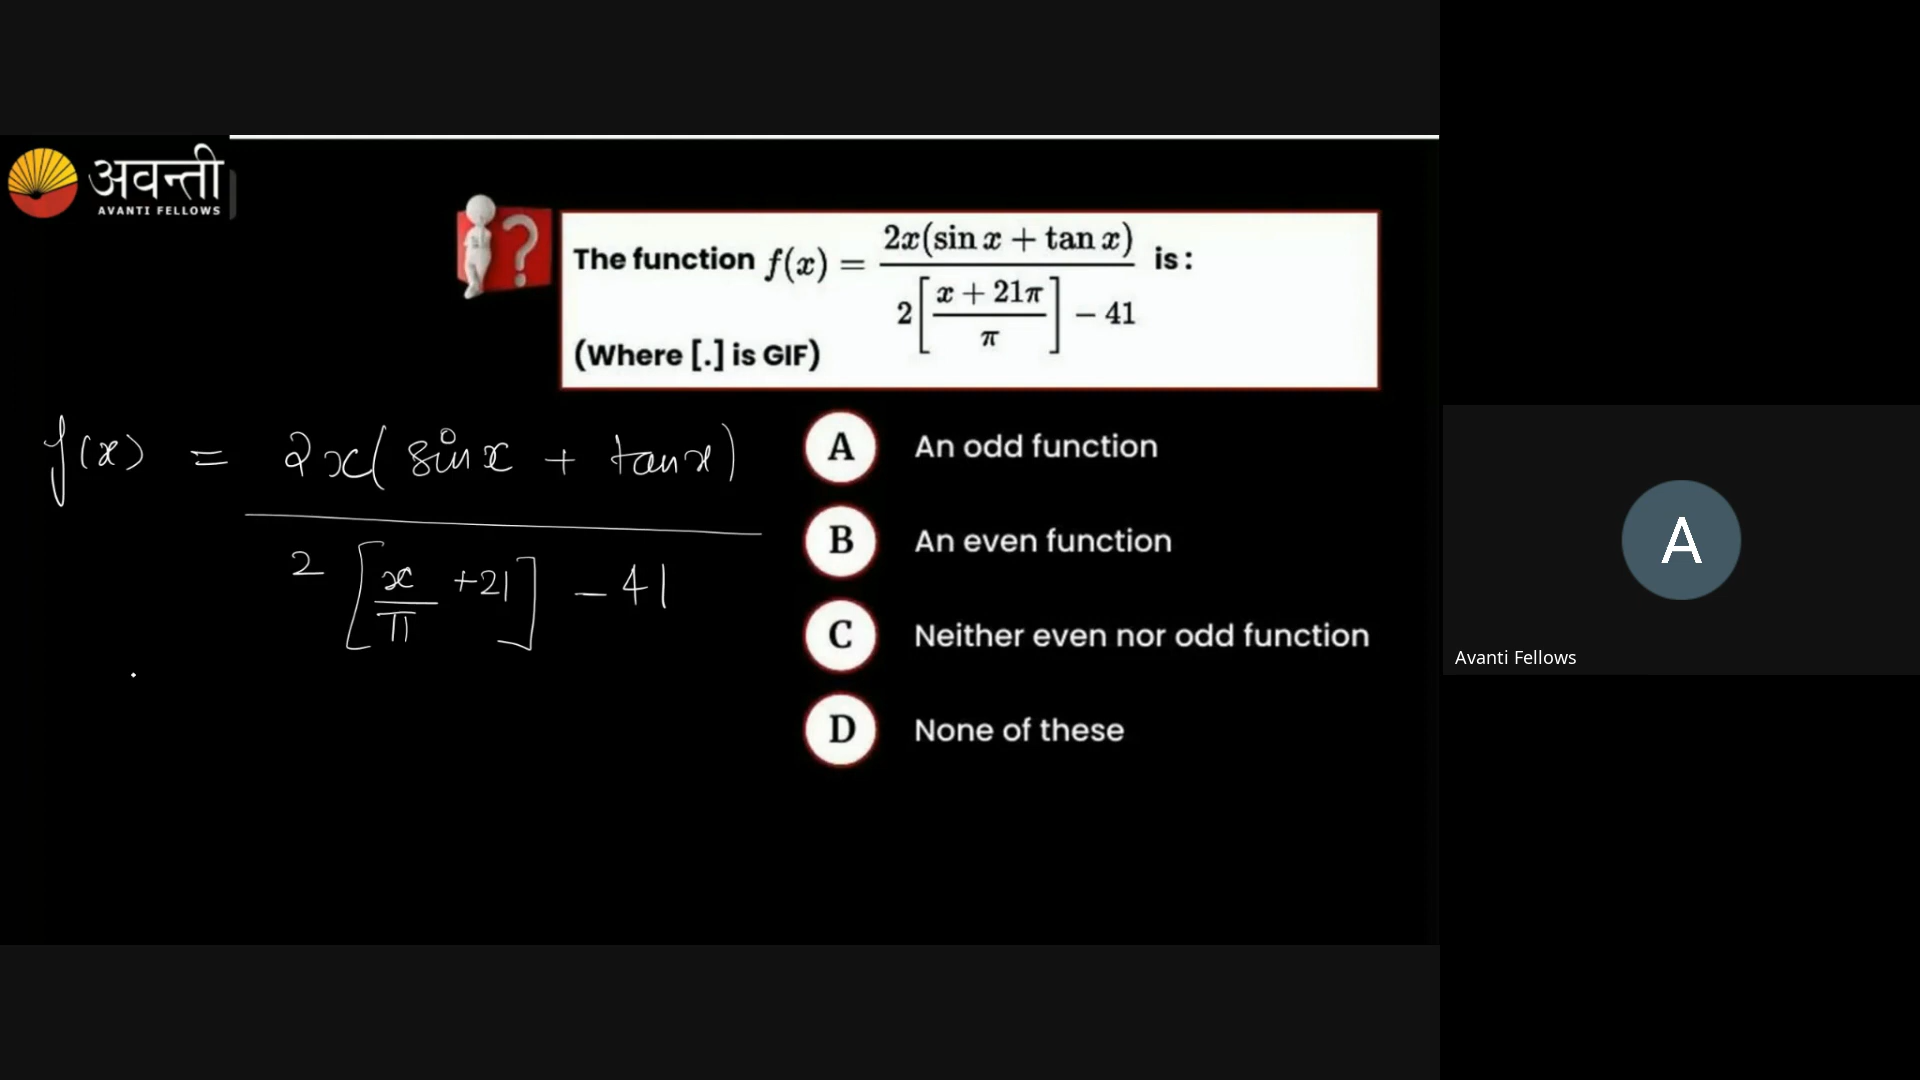 अवन्ती
AVANTI FELLOWS
The function f(x) = 2x(sin x + tan x) / 2[x + 21π / π] − 41 is :
(Where [.] is GIF)
f(x) = 2x(sin x + tan x)
2 [x/π + 21] − 41
A An odd function
B An even function
C Neither even nor odd function
D None of these
A
Avanti Fellows